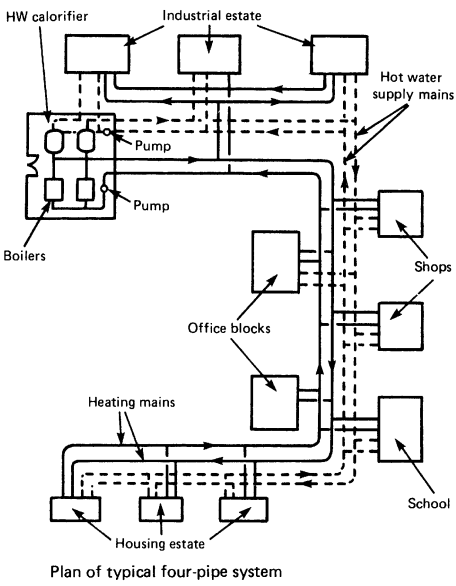 HW calorifier
Industrial estate
Hot water
supply mains
Pump
Pump
Boilers
Shops
Office blocks
Heating mains
School
Housing estate
Plan of typical four-pipe system